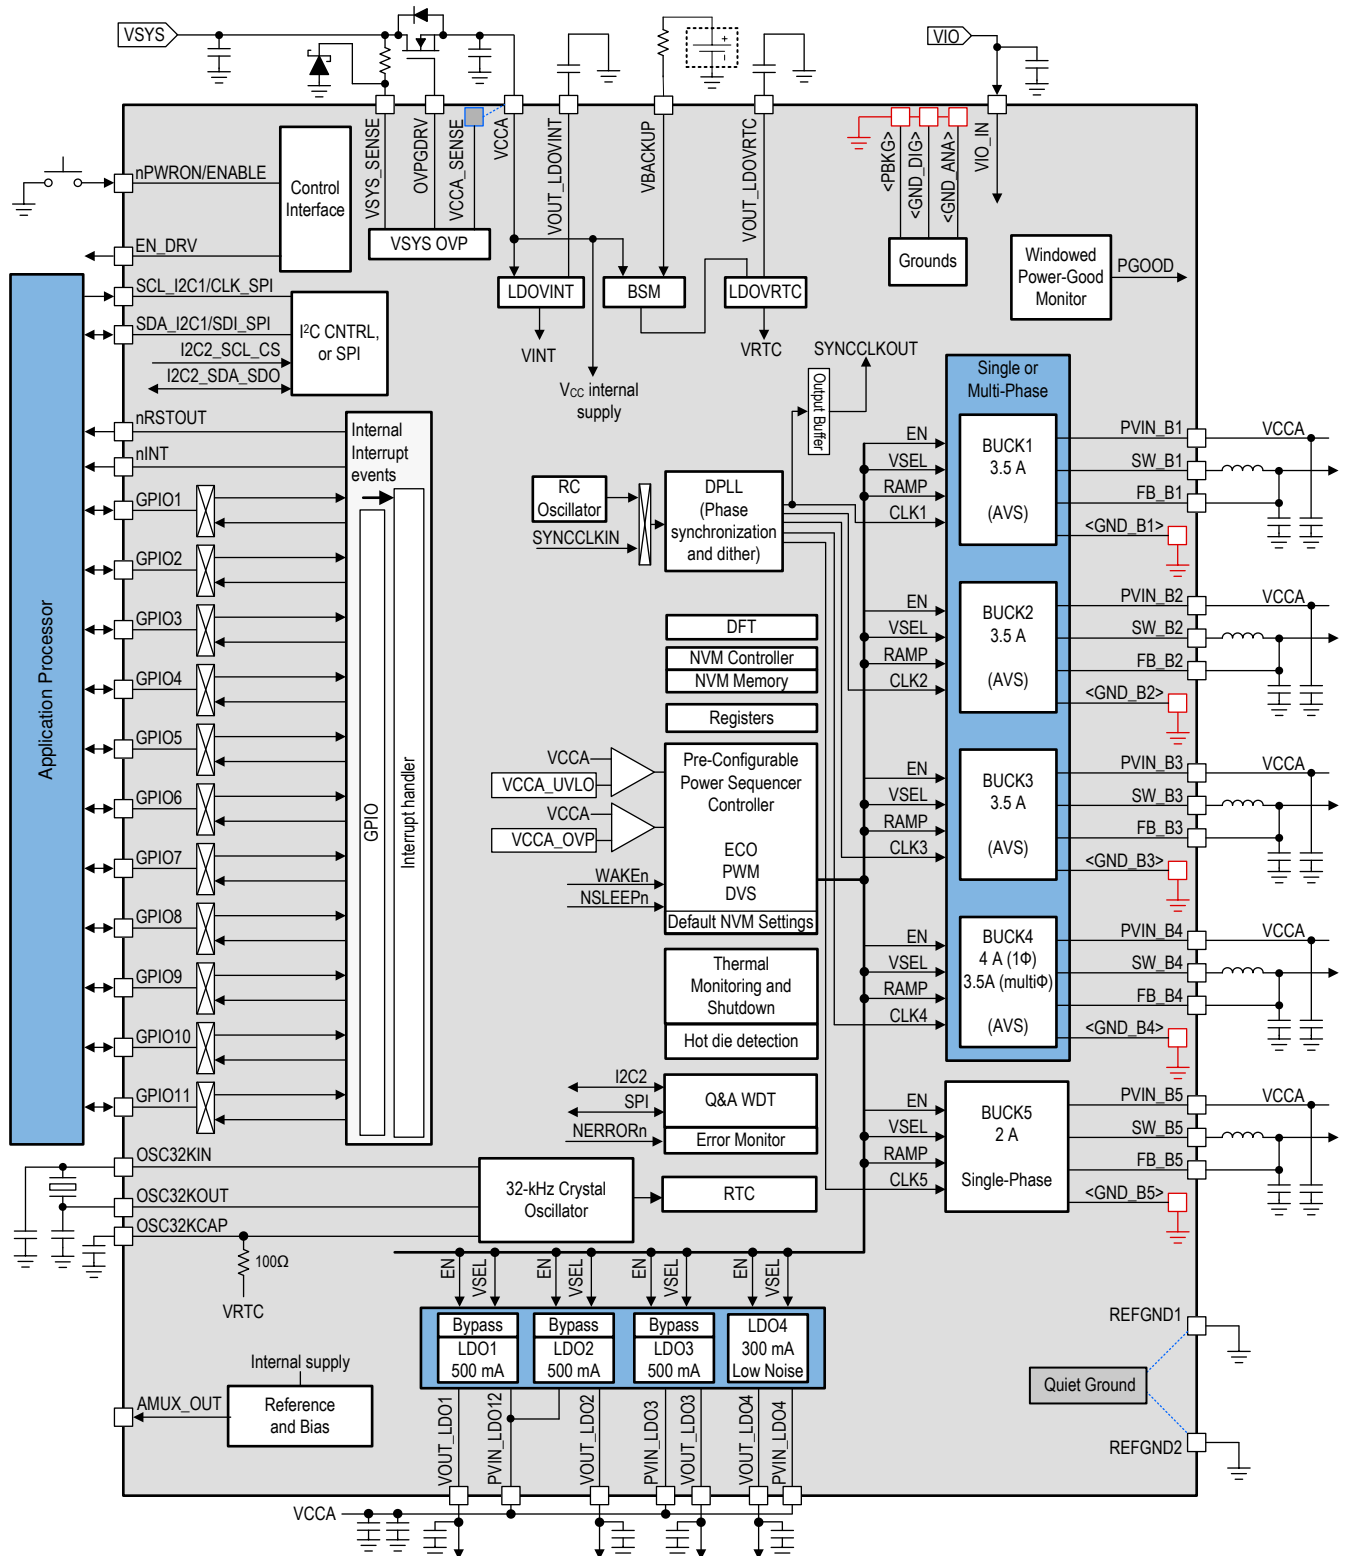 VSYS
VIO
+
VSYS_SENSE
OVPGDRV
VCCA_SENSE
VCCA
VOUT_LDOVINT
VBACKUP
VOUT_LDOVRTC
<PBKG>
<GND_DIG>
<GND_ANA>
VIO_IN
nPWRON/ENABLE
EN_DRV
Control
Interface
VSYS OVP
Grounds
Windowed
Power-Good
Monitor
PGOOD
LDOVINT
BSM
LDOVRTC
VINT
VCC internal
supply
VRTC
SYNCCLKOUT
Output Buffer
Application Processor
SCL_I2C1/CLK_SPI
SDA_I2C1/SDI_SPI
I2C2_SCL_CS
I2C2_SDA_SDO
I²C CNTRL,
or SPI
nRSTOUT
nINT
GPIO1
GPIO2
GPIO3
GPIO4
GPIO5
GPIO6
GPIO7
GPIO8
GPIO9
GPIO10
GPIO11
Internal
Interrupt
events
GPIO
Interrupt handler
RC
Oscillator
SYNCCLKIN
DPLL
(Phase
synchronization
and dither)
DFT
NVM Controller
NVM Memory
Registers
VCCA
VCCA_UVLO
VCCA
VCCA_OVP
WAKEn
NSLEEPn
Pre-Configurable
Power Sequencer
Controller
ECO
PWM
DVS
Default NVM Settings
Thermal
Monitoring and
Shutdown
Hot die detection
I2C2
SPI
NERRORn
Q&A WDT
Error Monitor
RTC
Single or
Multi-Phase
EN
VSEL
RAMP
CLK1
BUCK1
3.5 A
(AVS)
PVIN_B1
SW_B1
FB_B1
<GND_B1>
VCCA
EN
VSEL
RAMP
CLK2
BUCK2
3.5 A
(AVS)
PVIN_B2
SW_B2
FB_B2
<GND_B2>
VCCA
EN
VSEL
RAMP
CLK3
BUCK3
3.5 A
(AVS)
PVIN_B3
SW_B3
FB_B3
<GND_B3>
VCCA
EN
VSEL
RAMP
CLK4
BUCK4
4 A (1Φ)
3.5A (multiΦ)
(AVS)
PVIN_B4
SW_B4
FB_B4
<GND_B4>
VCCA
EN
VSEL
RAMP
CLK5
BUCK5
2 A
Single-Phase
PVIN_B5
SW_B5
FB_B5
<GND_B5>
VCCA
OSC32KIN
OSC32KOUT
OSC32KCAP
32-kHz Crystal
Oscillator
100Ω
VRTC
EN
VSEL
EN
VSEL
EN
VSEL
EN
VSEL
Bypass
LDO1
500 mA
Bypass
LDO2
500 mA
Bypass
LDO3
500 mA
LDO4
300 mA
Low Noise
Internal supply
Reference
and Bias
AMUX_OUT
VOUT_LDO1
PVIN_LDO12
VOUT_LDO2
PVIN_LDO3
VOUT_LDO3
VOUT_LDO4
PVIN_LDO4
VCCA
REFGND1
Quiet Ground
REFGND2